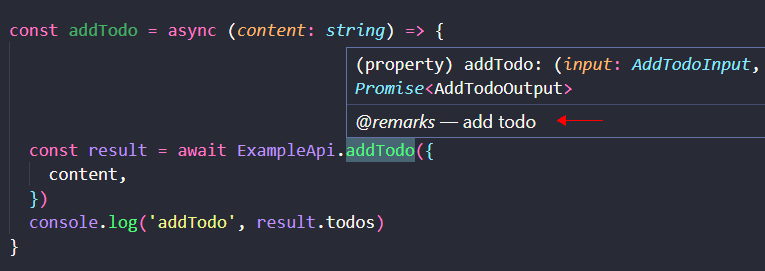 const addTodo = async (content: string) => {
(property) addTodo: (input: AddTodoInput,
Promise<AddTodoOutput>
@remarks — add todo
const result = await ExampleApi.addTodo({
content,
})
console.log('addTodo', result.todos)
}